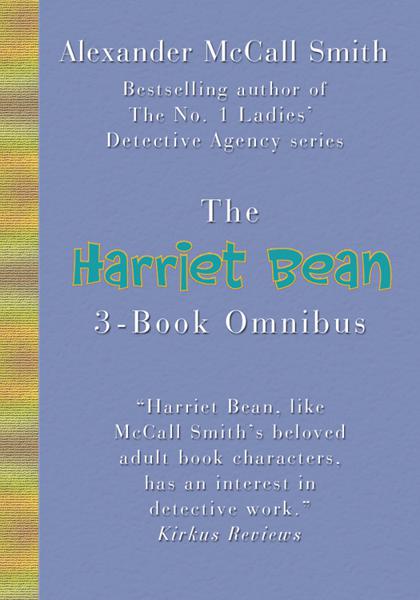 Alexander McCall Smith
Bestselling author of
The No. 1 Ladies'
Detective Agency series
The
Harriet Bean
3-Book Omnibus
"Harriet Bean, like
McCall Smith's beloved
adult book characters,
has an interest in
detective work."
Kirkus Reviews